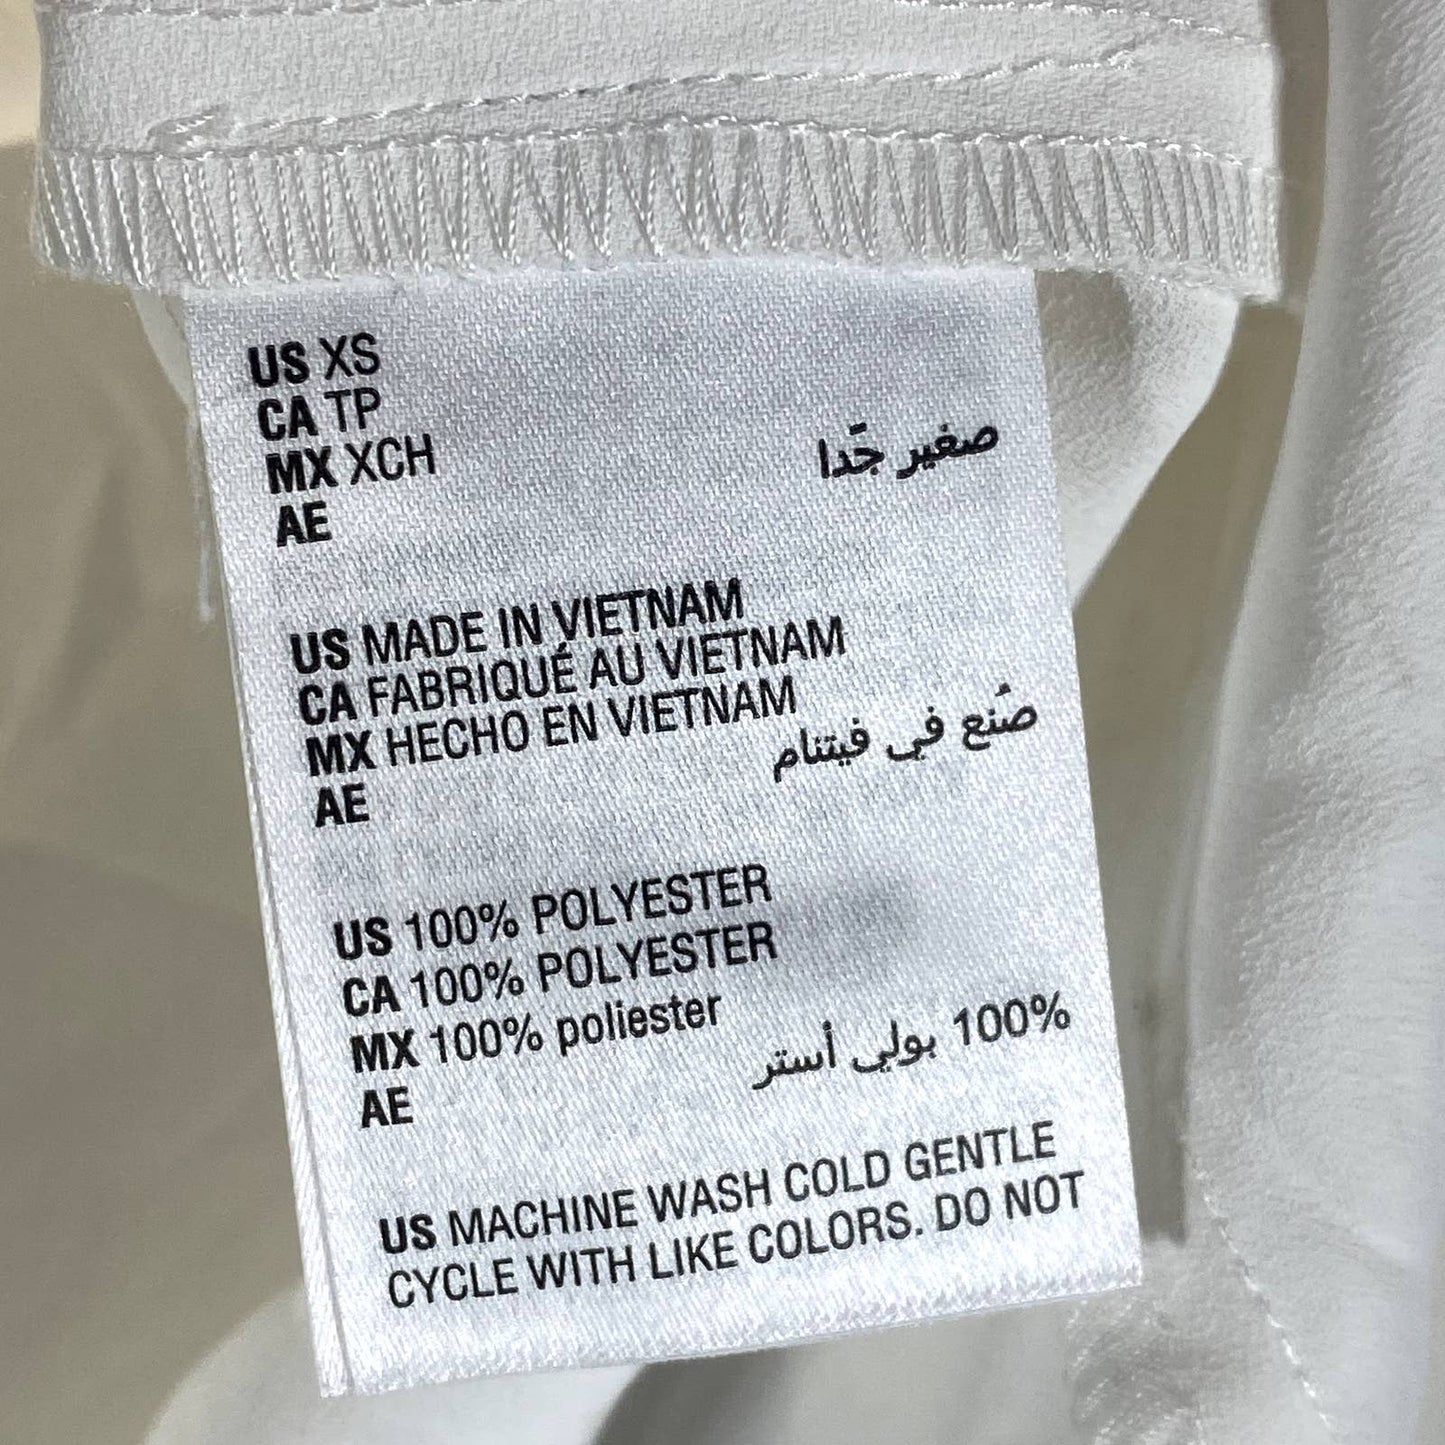 US XS
CA TP
MX XCH
صغير جّدا
AE
US MADE IN VIETNAM
CA FABRIQUÉ AU VIETNAM
MX HECHO EN VIETNAM
صُنع في فيتنام
AE
US 100% POLYESTER
CA 100% POLYESTER
MX 100% poliester
100% بولي أستر
AE
US MACHINE WASH COLD GENTLE
CYCLE WITH LIKE COLORS. DO NOT